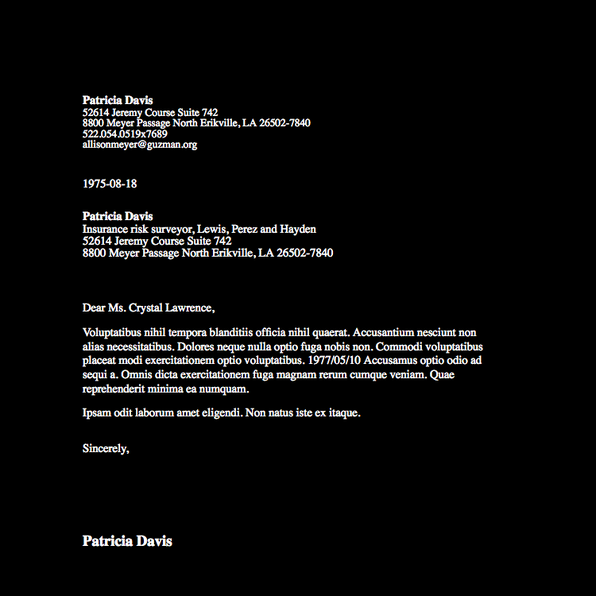 Patricia Davis
52614 Jeremy Course Suite 742
8800 Meyer Passage North Erikville, LA 26502-7840
522.054.0519x7689
allisonmeyer@guzman.org
1975-08-18
Patricia Davis
Insurance risk surveyor, Lewis, Perez and Hayden
52614 Jeremy Course Suite 742
8800 Meyer Passage North Erikville, LA 26502-7840
Dear Ms. Crystal Lawrence,
Voluptatibus nihil tempora blanditiis officia nihil quaerat. Accusantium nesciunt non
alias necessitatibus. Dolores neque nulla optio fuga nobis non. Commodi voluptatibus
placeat modi exercitationem optio voluptatibus. 1977/05/10 Accusamus optio odio ad
sequi a. Omnis dicta exercitationem fuga magnam rerum cumque veniam. Quae
reprehenderit minima ea numquam.
Ipsam odit laborum amet eligendi. Non natus iste ex itaque.
Sincerely,
Patricia Davis